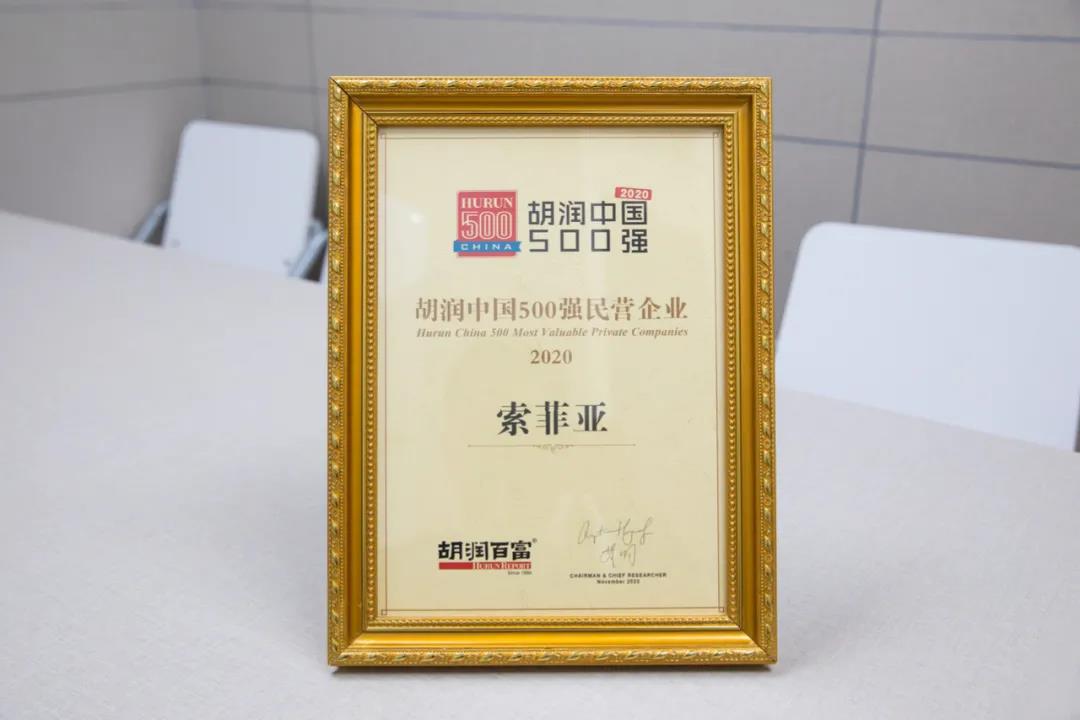 HURUN
500
CHINA
2020
胡润中国
500强
胡润中国500强民营企业
Hurun China 500 Most Valuable Private Companies
2020
索菲亚
胡润百富®
HURUN REPORT
Since 1999
CHAIRMAN & CHIEF RESEARCHER
November 2020